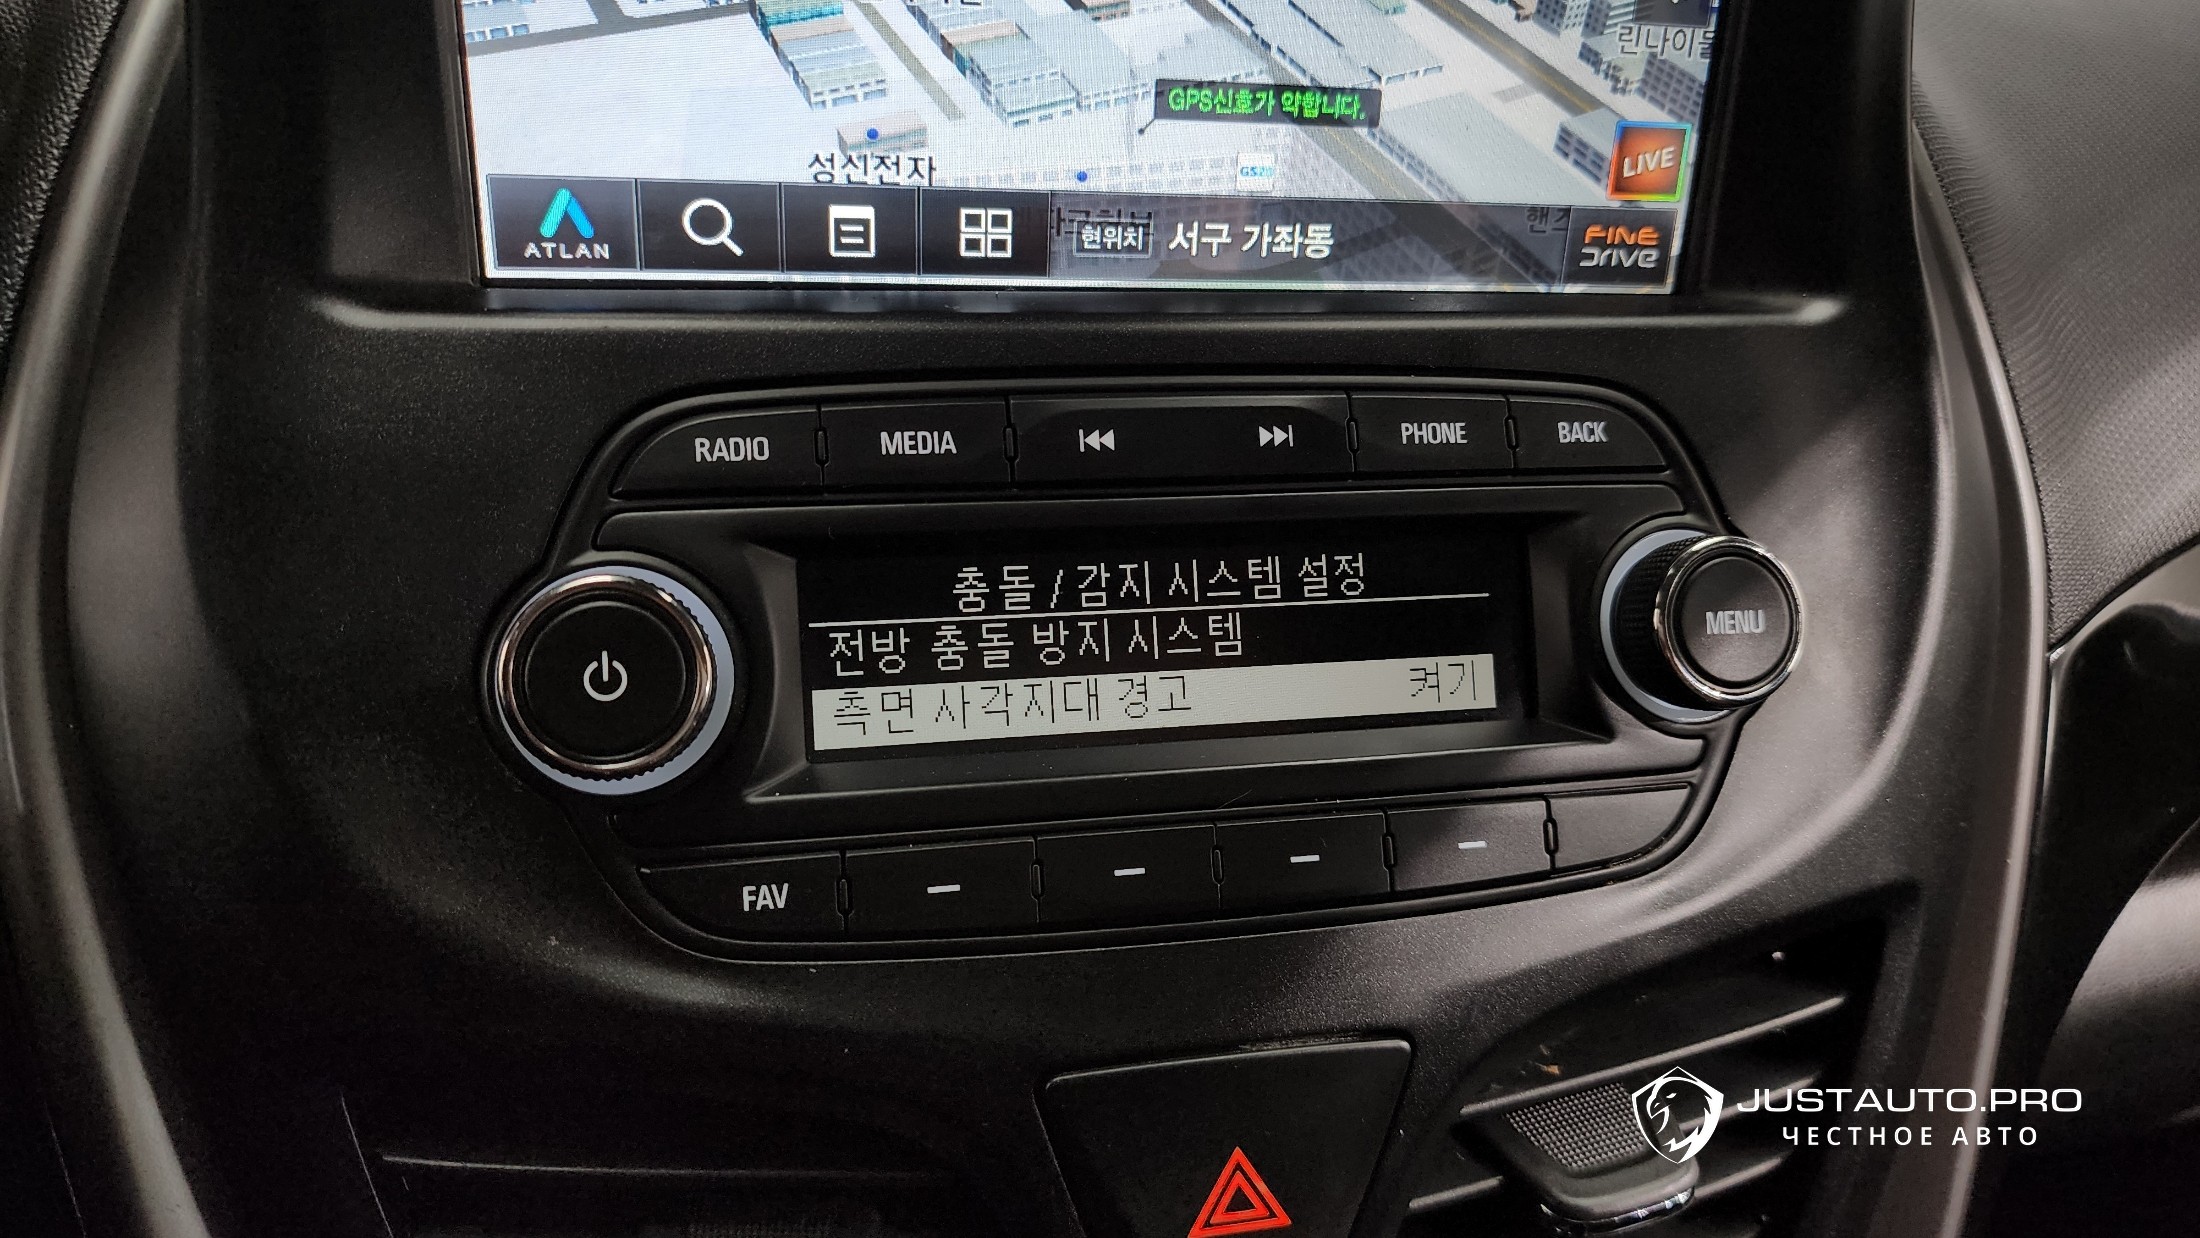 린나이
GPS신호가 약합니다.
LIVE
성신전자
GS25
ATLAN
현위치 서구 가좌동
FINE
DRIVE
RADIO MEDIA PHONE BACK
충돌 / 감지 시스템 설정
전방 충돌 방지 시스템
측면 사각지대 경고 켜기
MENU
FAV
JUSTAUTO.PRO
ЧЕСТНОЕ АВТО